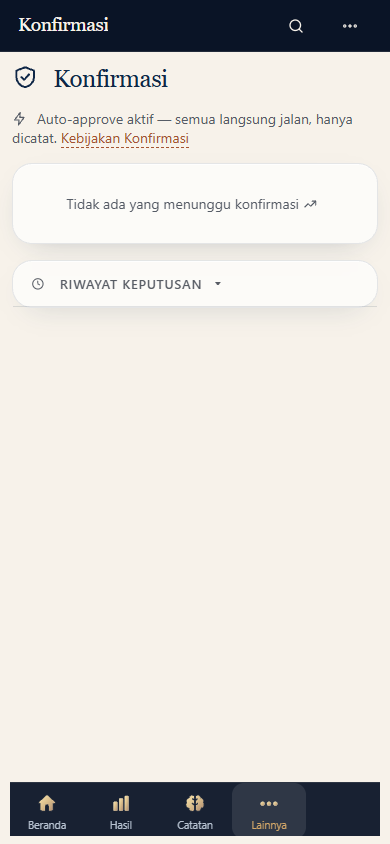 Konfirmasi
Konfirmasi
Auto-approve aktif — semua langsung jalan, hanya
dicatat. Kebijakan Konfirmasi
Tidak ada yang menunggu konfirmasi
RIWAYAT KEPUTUSAN
Beranda
Hasil
Catatan
Lainnya